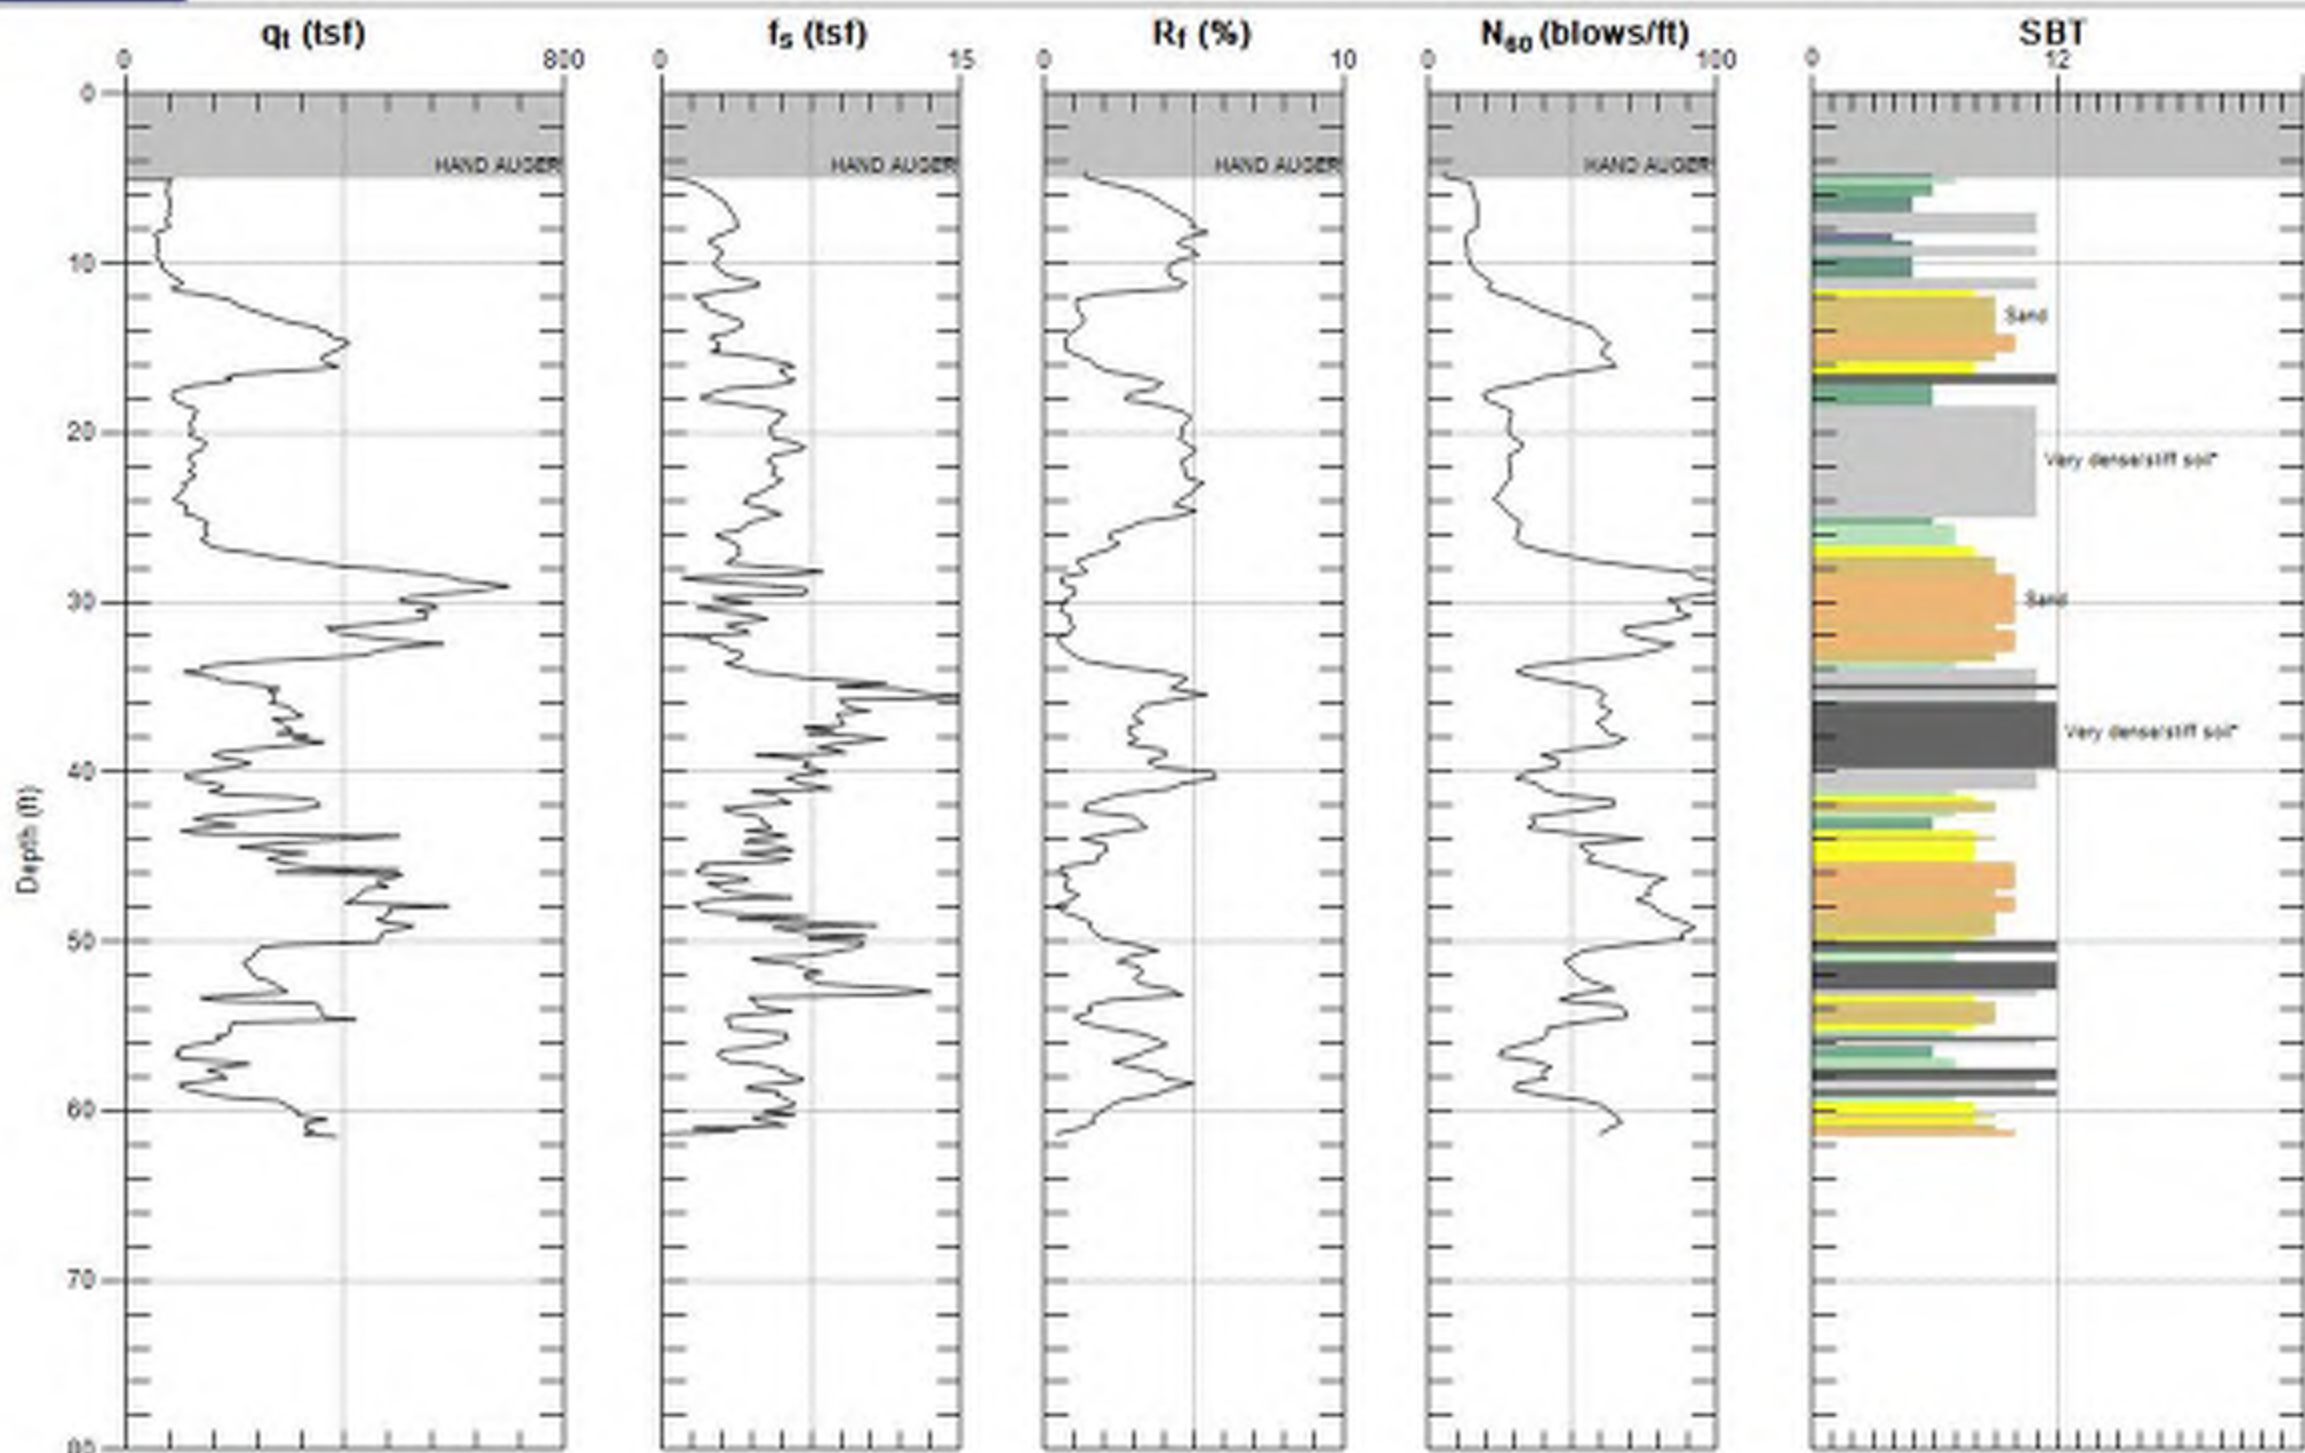 qt (tsf) fs (tsf) Rf (%) N60 (blows/ft) SBT
0 800 0 15 0 10 0 100 0 12
0
HAND AUGER HAND AUGER HAND AUGER HAND AUGER
10
Sand
20
Very dense/stiff soil*
30
Sand
Very dense/stiff soil*
40
Depth (ft)
50
60
70
80